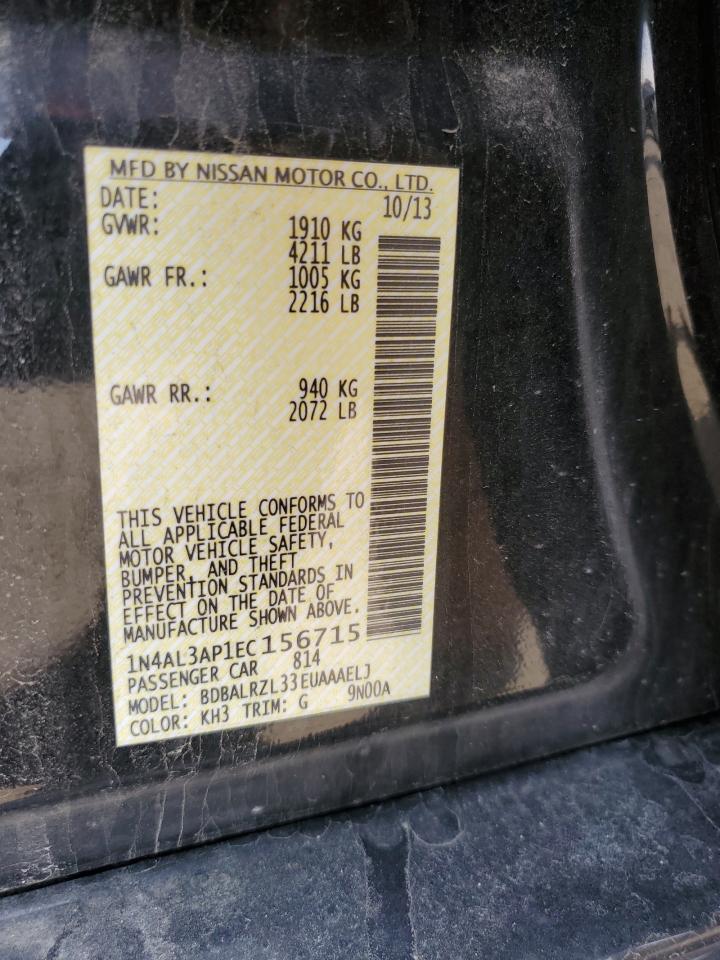 MFD BY NISSAN MOTOR CO., LTD.
DATE: 10/13
GVWR: 1910 KG
4211 LB
GAWR FR.: 1005 KG
2216 LB
GAWR RR.: 940 KG
2072 LB
THIS VEHICLE CONFORMS TO
ALL APPLICABLE FEDERAL
MOTOR VEHICLE SAFETY,
BUMPER, AND THEFT
PREVENTION STANDARDS IN
EFFECT ON THE DATE OF
MANUFACTURE SHOWN ABOVE.
1N4AL3AP1EC156715
PASSENGER CAR 814
MODEL: BDBALRZL33EUAAAELJ
COLOR: KH3 TRIM: G 9N00A